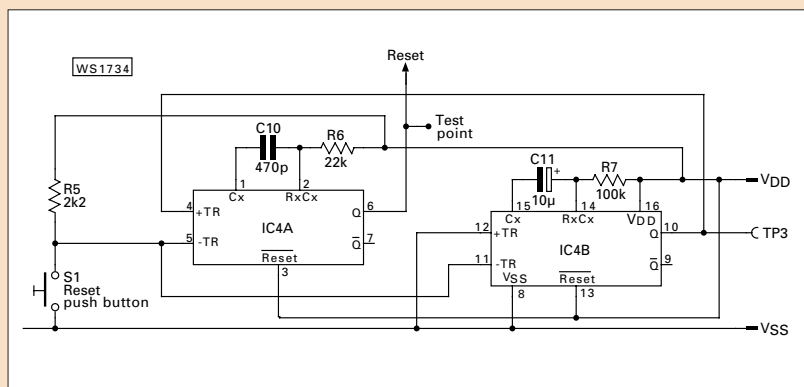 WS1734
Reset
Test
point
C10
470p
R6
22k
R5
2k2
1
2
Cx
RxCx
4
+TR
Q
6
IC4A
5
-TR
Q
7
Reset
3
S1
Reset
push button
C11
+
10µ
R7
100k
VDD
15
14
16
Cx
RxCx
VDD
12
+TR
Q
10
TP3
IC4B
11
-TR
Q
9
VSS
Reset
8
13
VSS